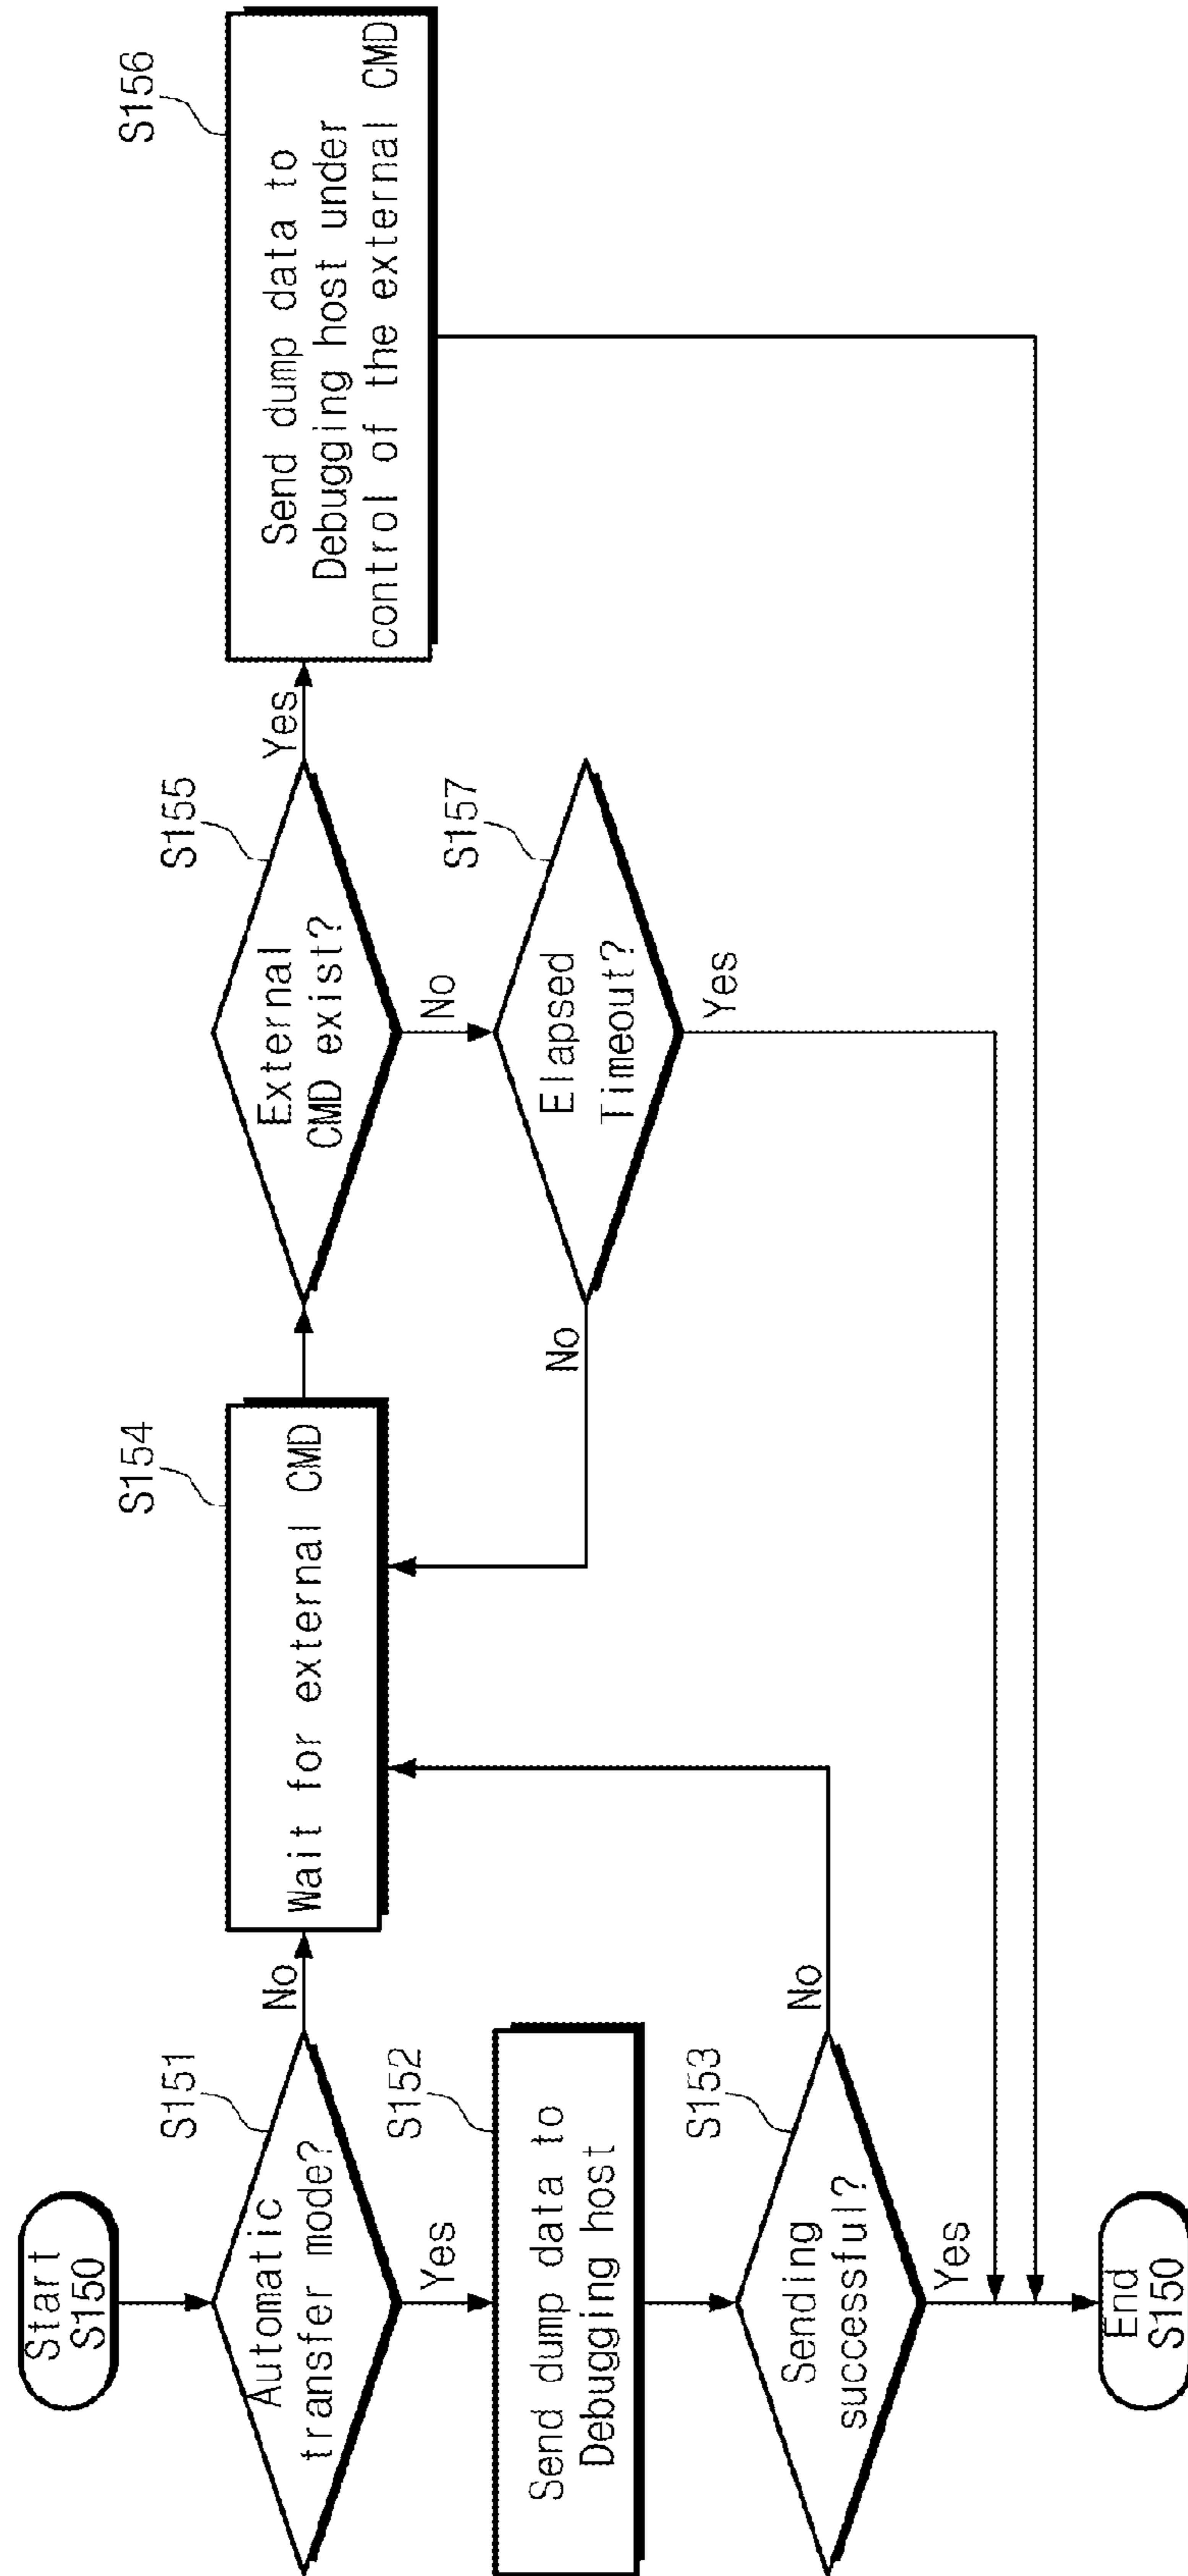 Start
S150
Automatic
transfer mode?
S151
No
Yes
Send dump data to
Debugging host
S152
Sending
successful?
S153
No
Yes
End
S150
Wait for external CMD
S154
External
CMD exist?
S155
Yes
No
Elapsed
Timeout?
S157
No
Yes
Send dump data to
Debugging host under
control of the external CMD
S156